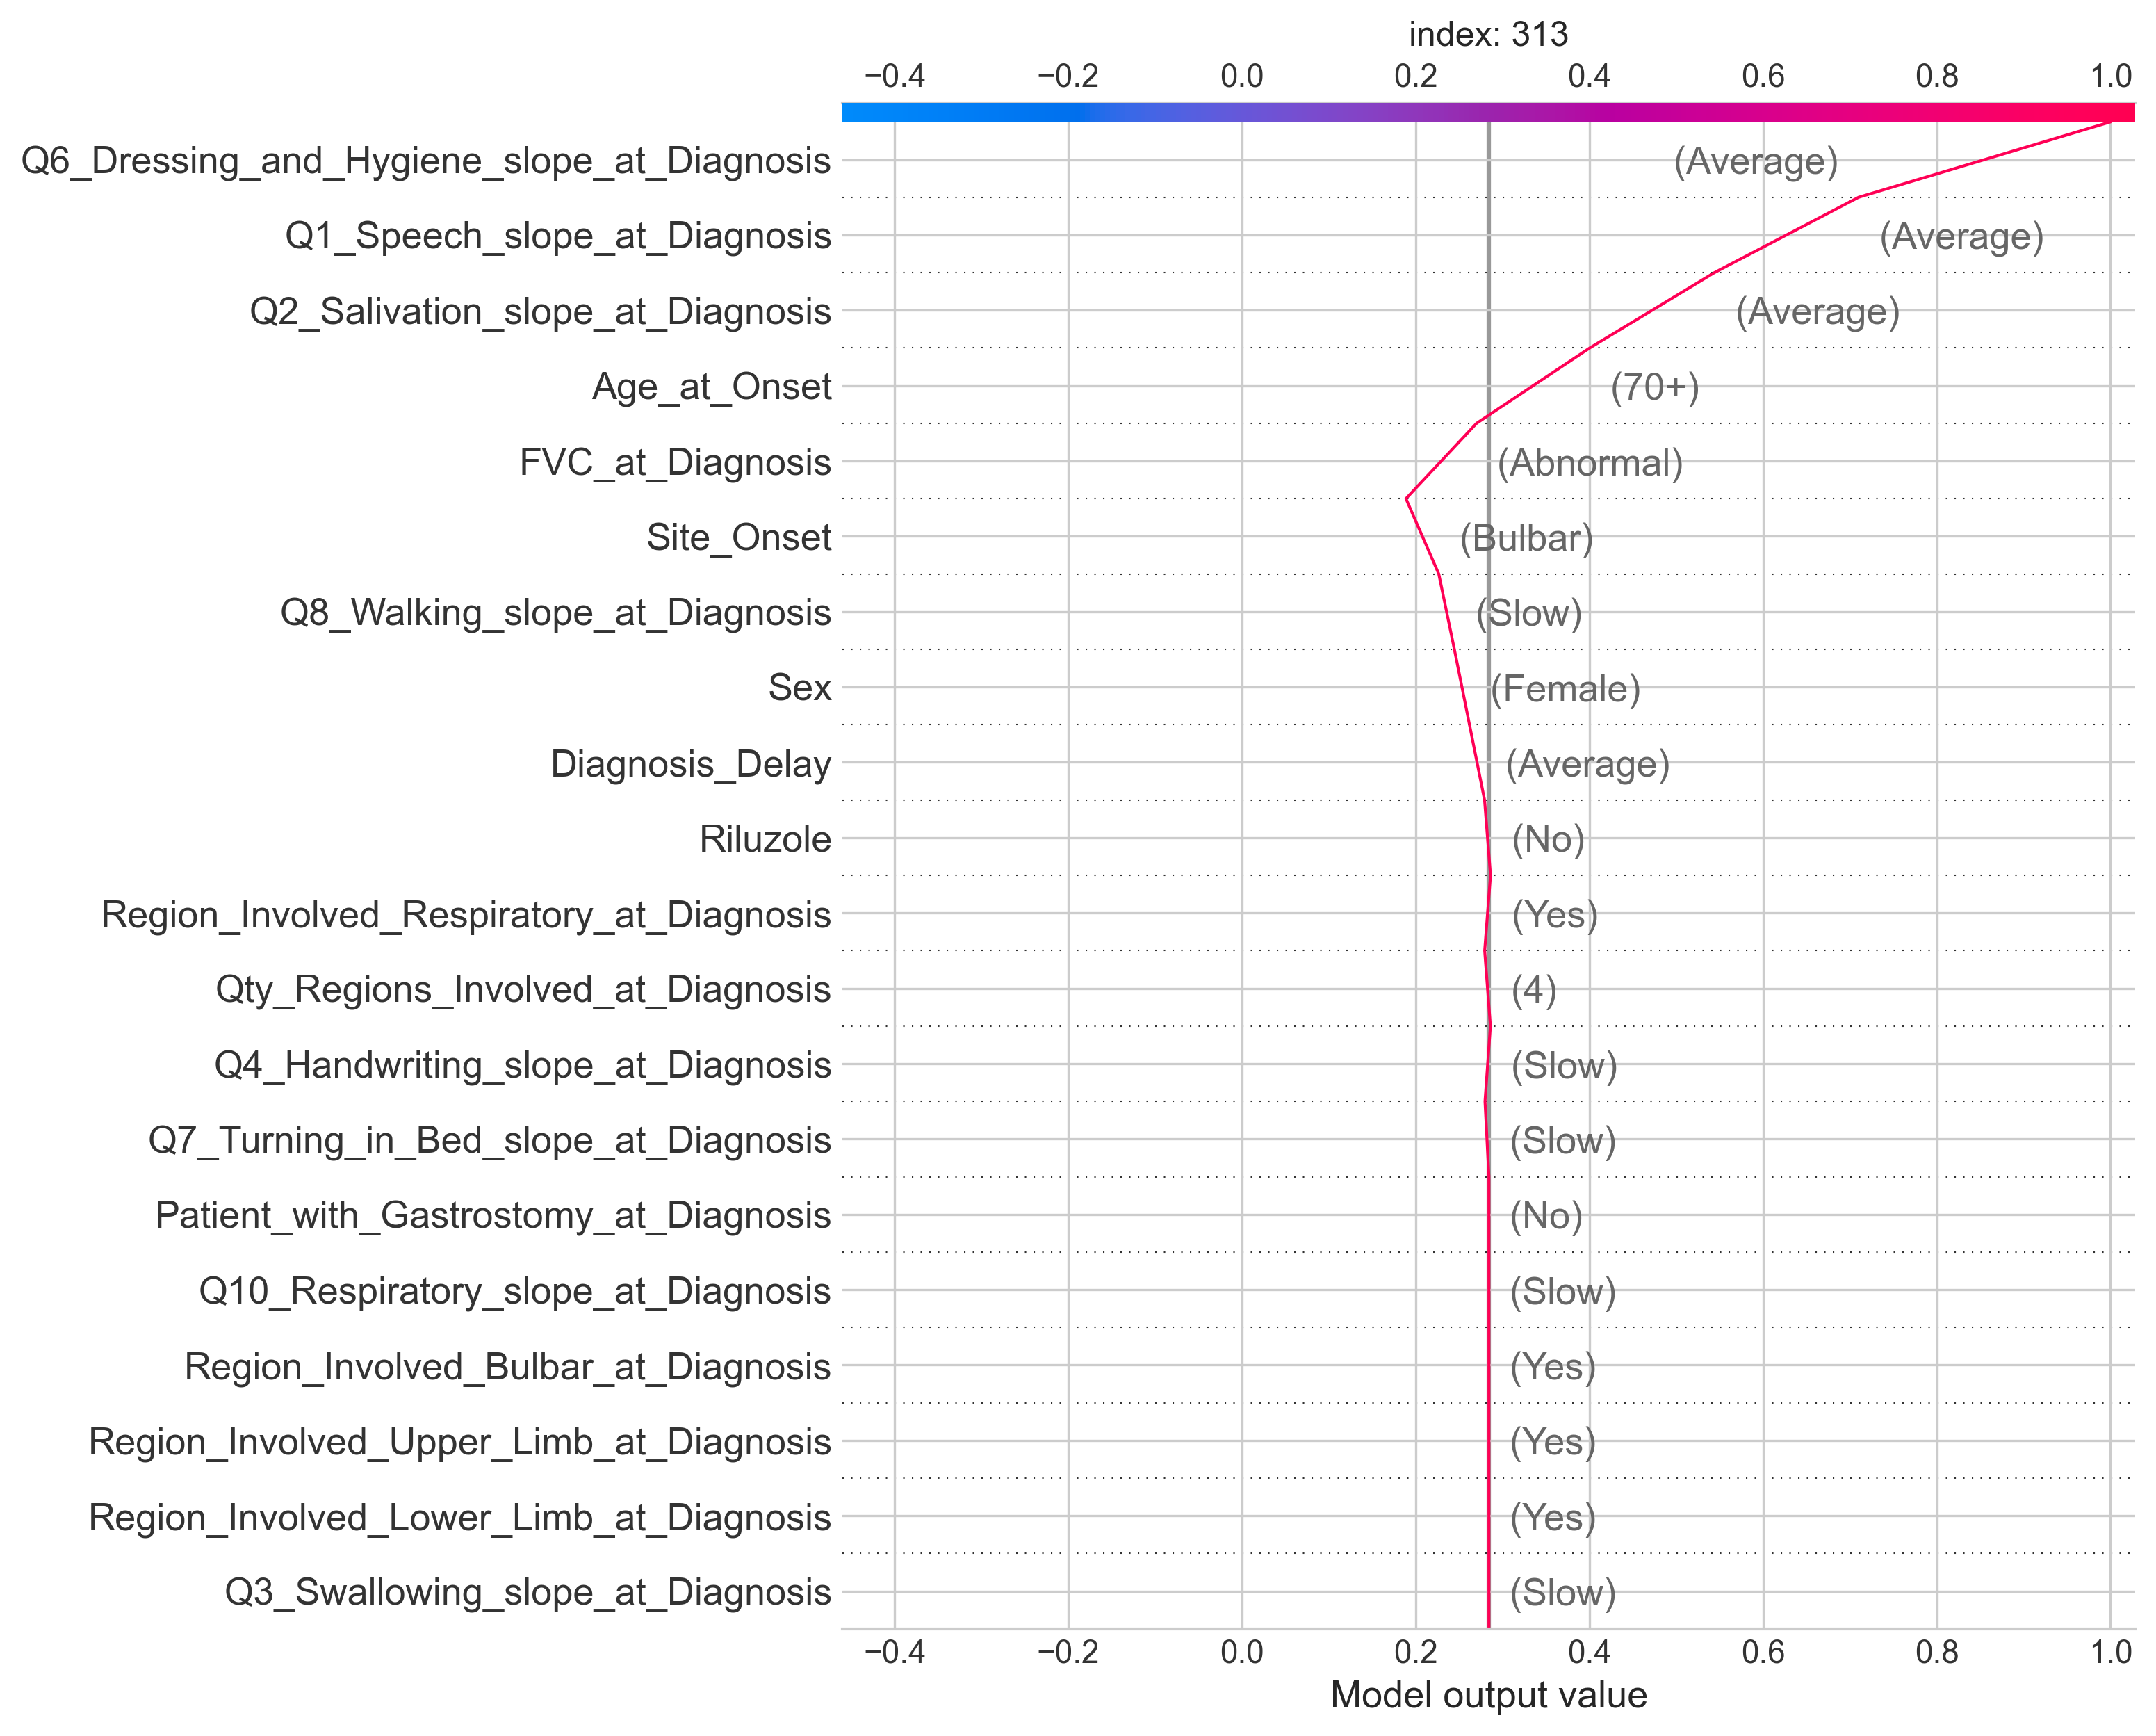 index: 313
−0.4 −0.2 0.0 0.2 0.4 0.6 0.8 1.0
Q6_Dressing_and_Hygiene_slope_at_Diagnosis (Average)
Q1_Speech_slope_at_Diagnosis (Average)
Q2_Salivation_slope_at_Diagnosis (Average)
Age_at_Onset (70+)
FVC_at_Diagnosis (Abnormal)
Site_Onset (Bulbar)
Q8_Walking_slope_at_Diagnosis (Slow)
Sex (Female)
Diagnosis_Delay (Average)
Riluzole (No)
Region_Involved_Respiratory_at_Diagnosis (Yes)
Qty_Regions_Involved_at_Diagnosis (4)
Q4_Handwriting_slope_at_Diagnosis (Slow)
Q7_Turning_in_Bed_slope_at_Diagnosis (Slow)
Patient_with_Gastrostomy_at_Diagnosis (No)
Q10_Respiratory_slope_at_Diagnosis (Slow)
Region_Involved_Bulbar_at_Diagnosis (Yes)
Region_Involved_Upper_Limb_at_Diagnosis (Yes)
Region_Involved_Lower_Limb_at_Diagnosis (Yes)
Q3_Swallowing_slope_at_Diagnosis (Slow)
−0.4 −0.2 0.0 0.2 0.4 0.6 0.8 1.0
Model output value